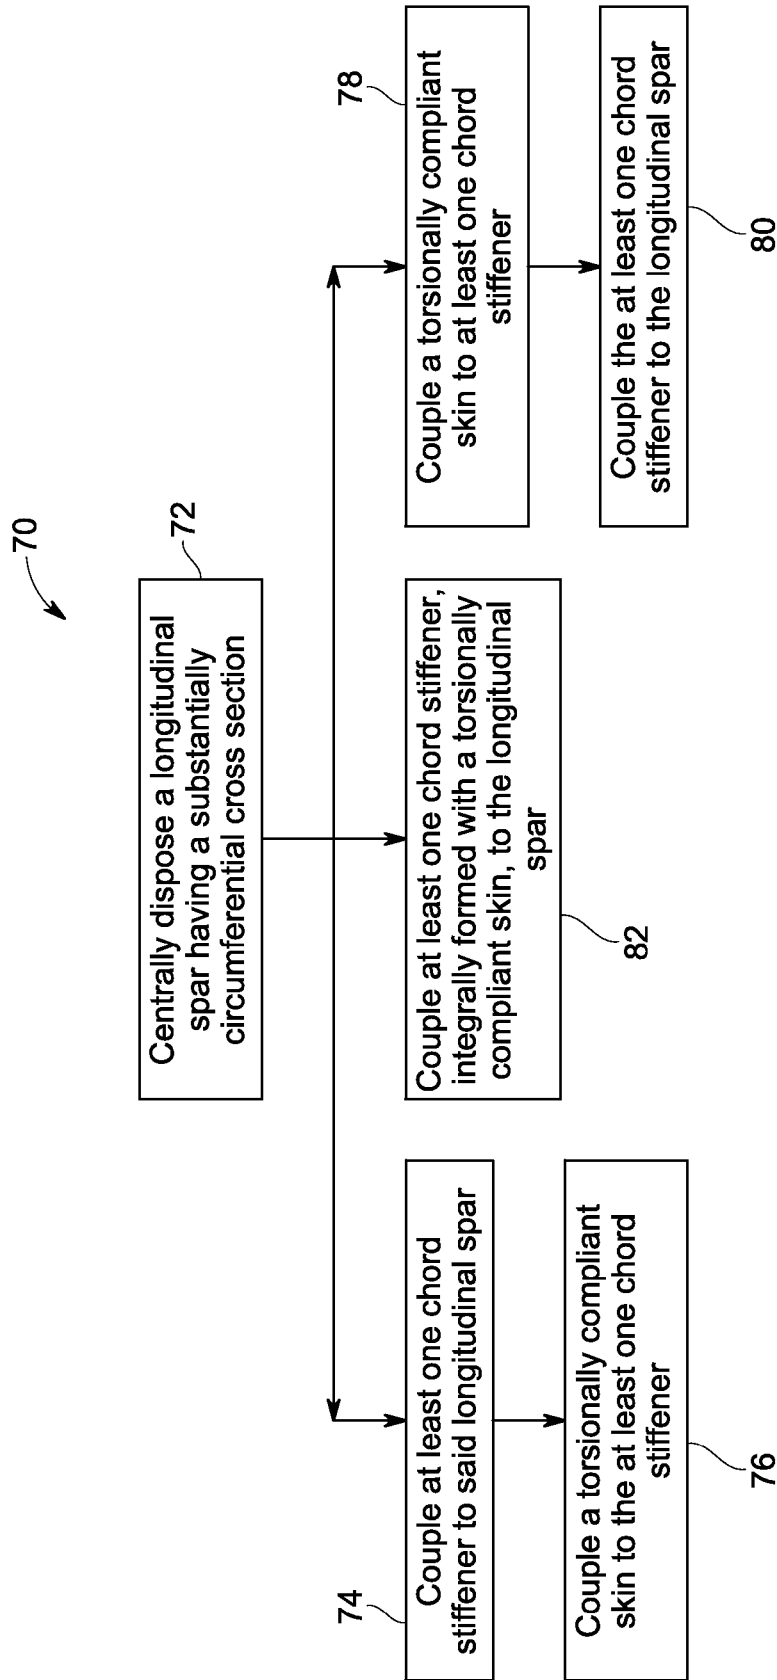 70
72
Centrally dispose a longitudinal
spar having a substantially
circumferential cross section
74
Couple at least one chord
stiffener to said longitudinal spar
Couple a torsionally compliant
skin to the at least one chord
stiffener
76
Couple at least one chord stiffener,
integrally formed with a torsionally
compliant skin, to the longitudinal
spar
82
78
Couple a torsionally compliant
skin to at least one chord
stiffener
Couple the at least one chord
stiffener to the longitudinal spar
80